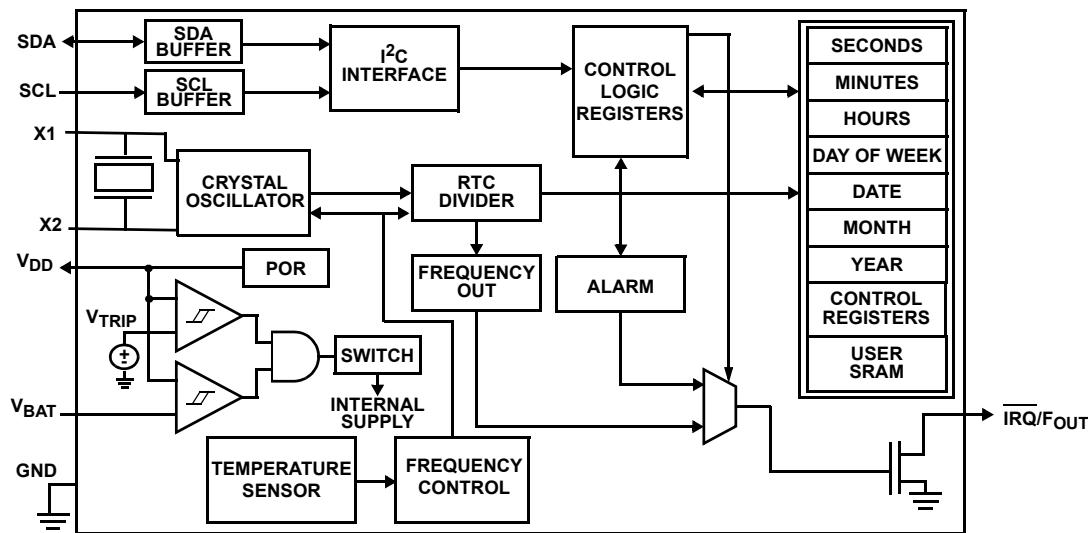 SDA
SDA
BUFFER
SCL
SCL
BUFFER
I²C
INTERFACE
CONTROL
LOGIC
REGISTERS
SECONDS
MINUTES
HOURS
DAY OF WEEK
DATE
MONTH
YEAR
CONTROL
REGISTERS
USER
SRAM
X1
X2
CRYSTAL
OSCILLATOR
RTC
DIVIDER
FREQUENCY
OUT
ALARM
VDD
POR
VTRIP
+
-
SWITCH
INTERNAL
SUPPLY
VBAT
GND
TEMPERATURE
SENSOR
FREQUENCY
CONTROL
IRQ/FOUT